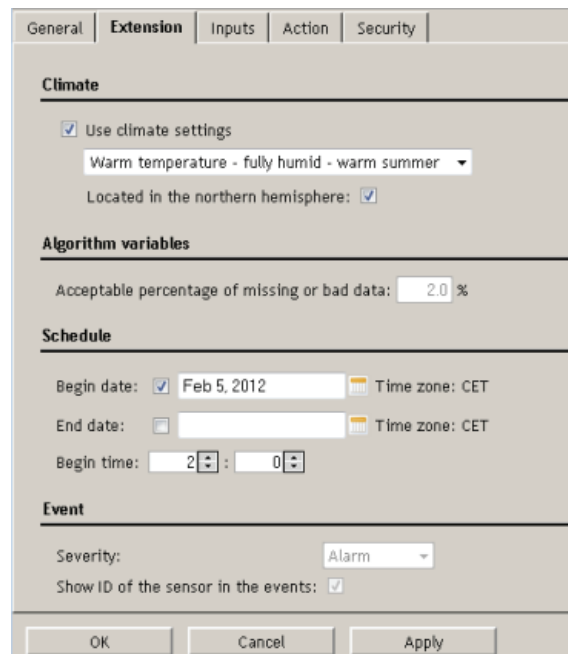 General Extension Inputs Action Security
Climate
Use climate settings
Warm temperature - fully humid - warm summer
Located in the northern hemisphere:
Algorithm variables
Acceptable percentage of missing or bad data: 2.0 %
Schedule
Begin date: Feb 5, 2012 Time zone: CET
End date: Time zone: CET
Begin time: 2 : 0
Event
Severity: Alarm
Show ID of the sensor in the events:
OK Cancel Apply